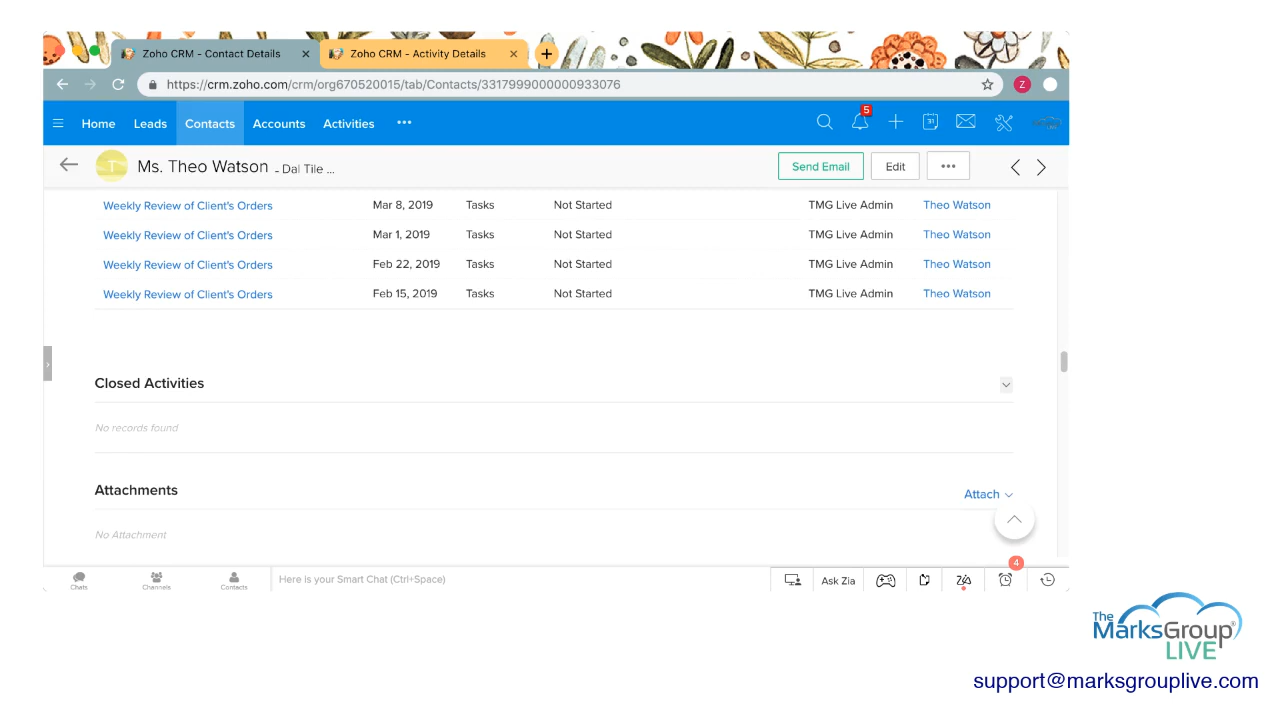 Zoho CRM - Contact Details × Zoho CRM - Activity Details × +
https://crm.zoho.com/crm/org670520015/tab/Contacts/3317999000000933076 Z
Home Leads Contacts Accounts Activities ••• 5 31
T Ms. Theo Watson - Dal Tile ... Send Email Edit •••
Weekly Review of Client's Orders Mar 8, 2019 Tasks Not Started TMG Live Admin Theo Watson
Weekly Review of Client's Orders Mar 1, 2019 Tasks Not Started TMG Live Admin Theo Watson
Weekly Review of Client's Orders Feb 22, 2019 Tasks Not Started TMG Live Admin Theo Watson
Weekly Review of Client's Orders Feb 15, 2019 Tasks Not Started TMG Live Admin Theo Watson
Closed Activities
No records found
Attachments Attach
No Attachment
4
Chats Channels Contacts Here is your Smart Chat (Ctrl+Space) Ask Zia
The
MarksGroup®
LIVE
support@marksgrouplive.com